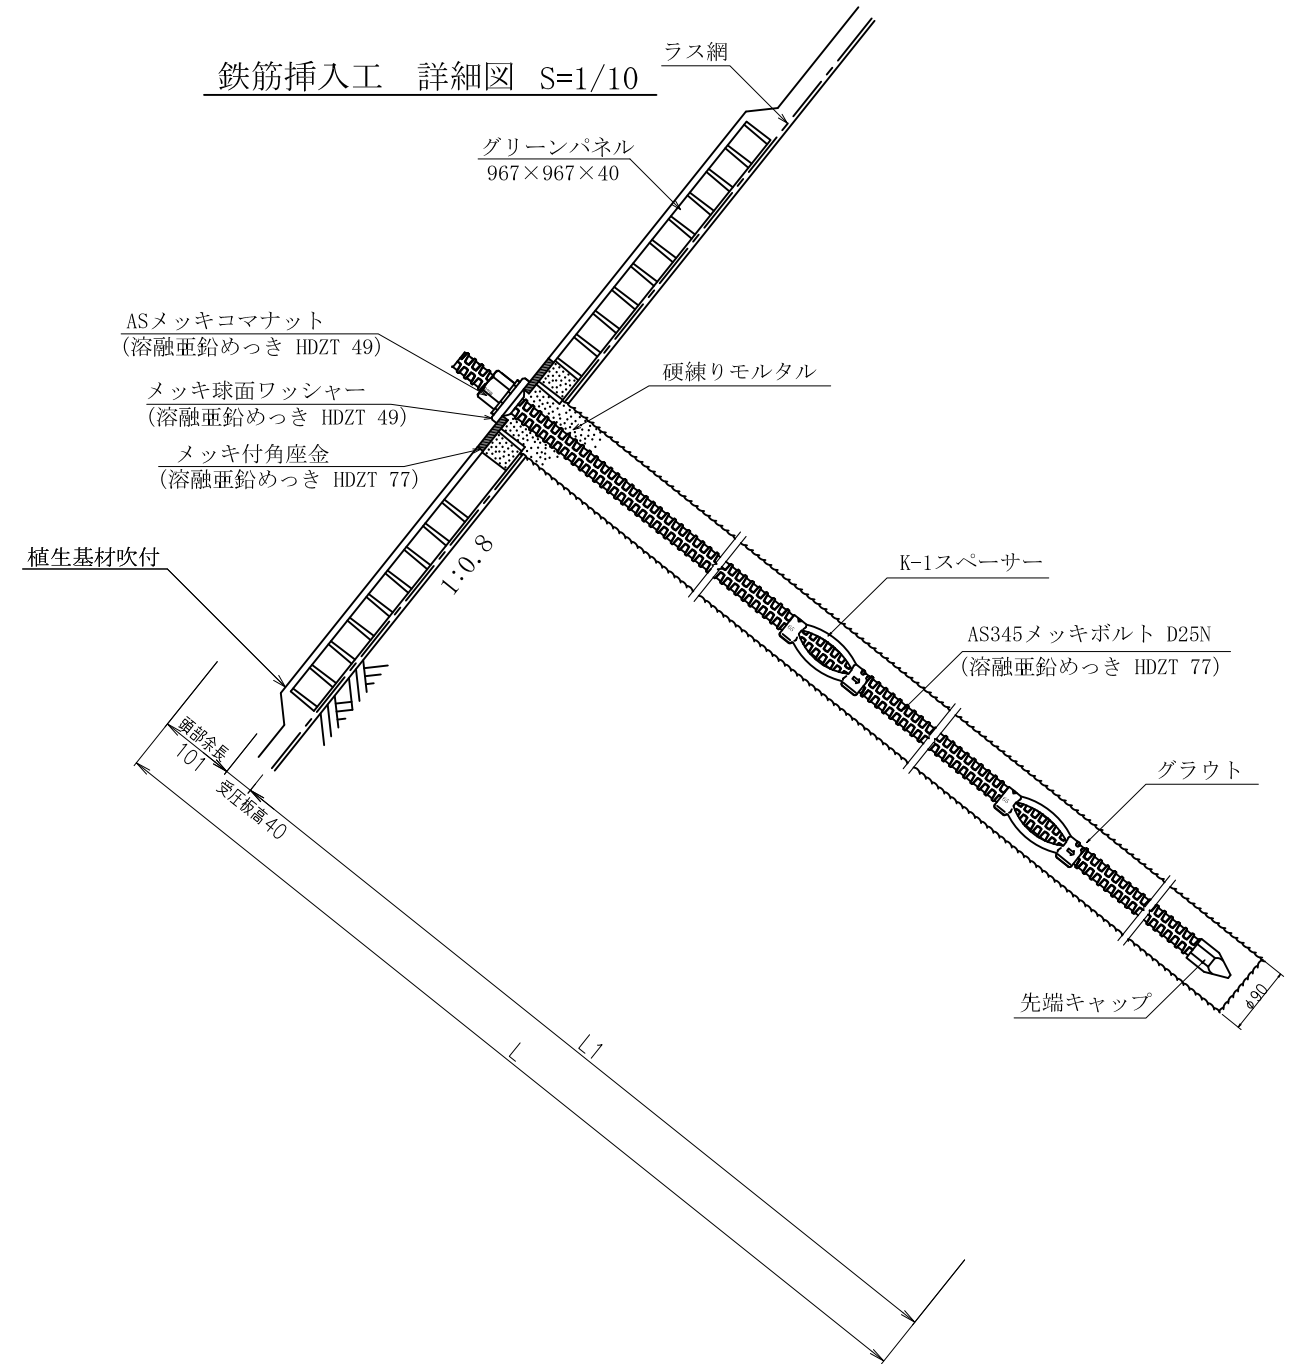 鉄筋挿入工　詳細図　S=1/10
ラス網
グリーンパネル
967×967×40
ASメッキコマナット
(溶融亜鉛めっき HDZT 49)
メッキ球面ワッシャー
(溶融亜鉛めっき HDZT 49)
メッキ付角座金
(溶融亜鉛めっき HDZT 77)
硬練りモルタル
植生基材吹付
1:0.8
K-1スペーサー
AS345メッキボルト D25N
(溶融亜鉛めっき HDZT 77)
頭部余長
101
受圧板高40
グラウト
先端キャップ
φ90
L1
L